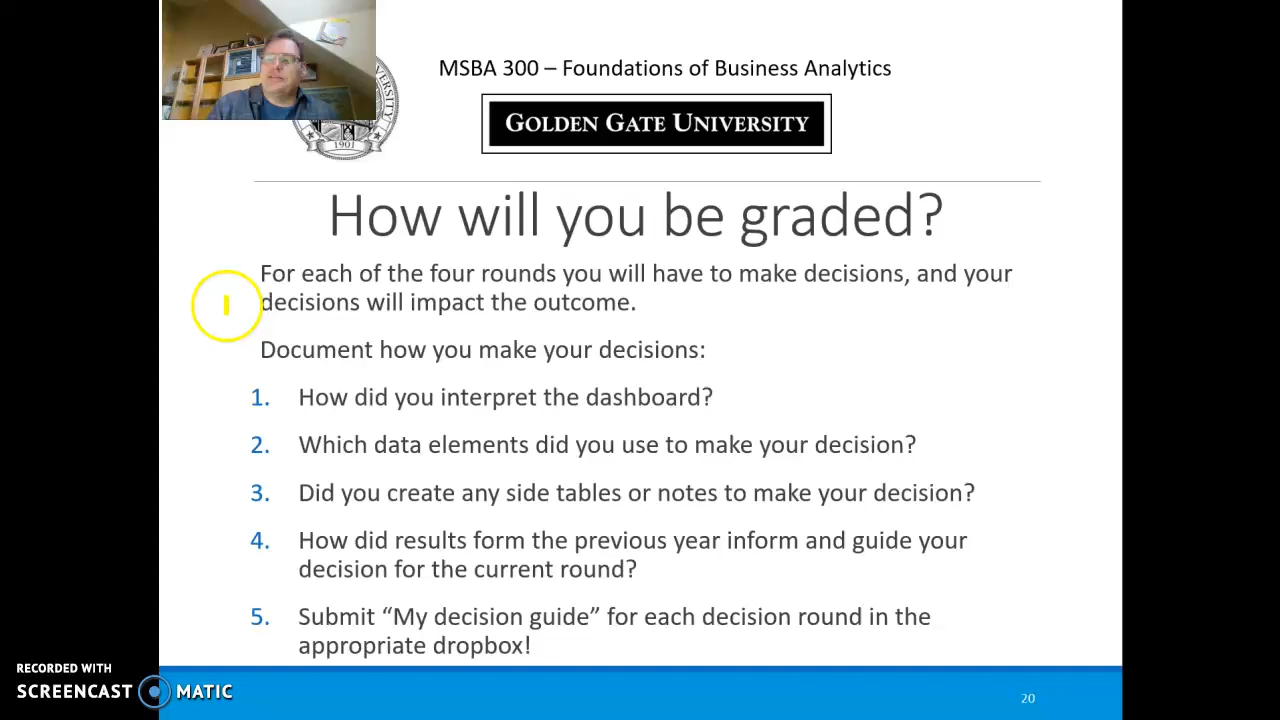 MSBA 300 – Foundations of Business Analytics
GOLDEN GATE UNIVERSITY
1901
How will you be graded?
For each of the four rounds you will have to make decisions, and your
decisions will impact the outcome.
Document how you make your decisions:
1. How did you interpret the dashboard?
2. Which data elements did you use to make your decision?
3. Did you create any side tables or notes to make your decision?
4. How did results form the previous year inform and guide your
decision for the current round?
5. Submit “My decision guide” for each decision round in the
appropriate dropbox!
RECORDED WITH
SCREENCAST MATIC
20